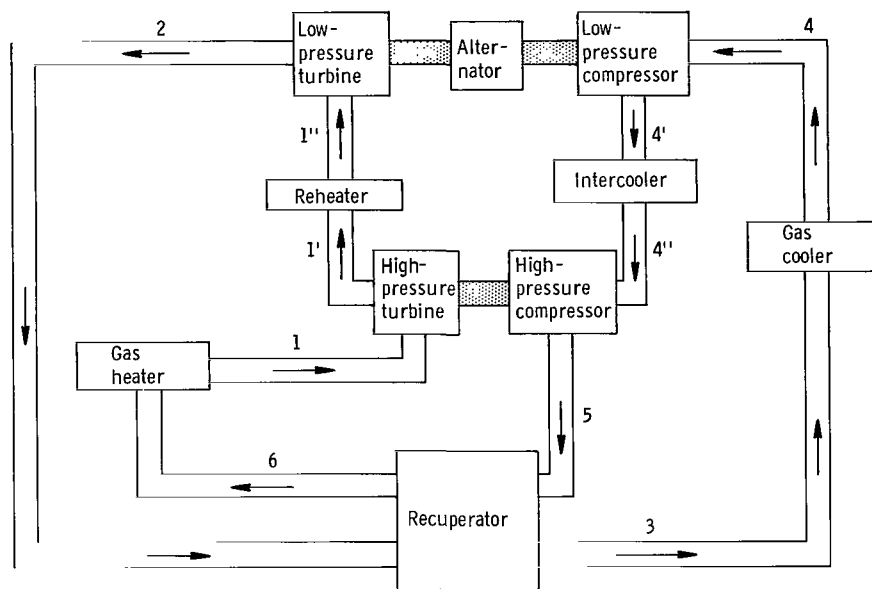 2
Low-
pressure
turbine
Alter-
nator
Low-
pressure
compressor
4
1''
4'
Reheater
Intercooler
1'
4''
Gas
cooler
High-
pressure
turbine
High-
pressure
compressor
Gas
heater
1
5
6
Recuperator
3